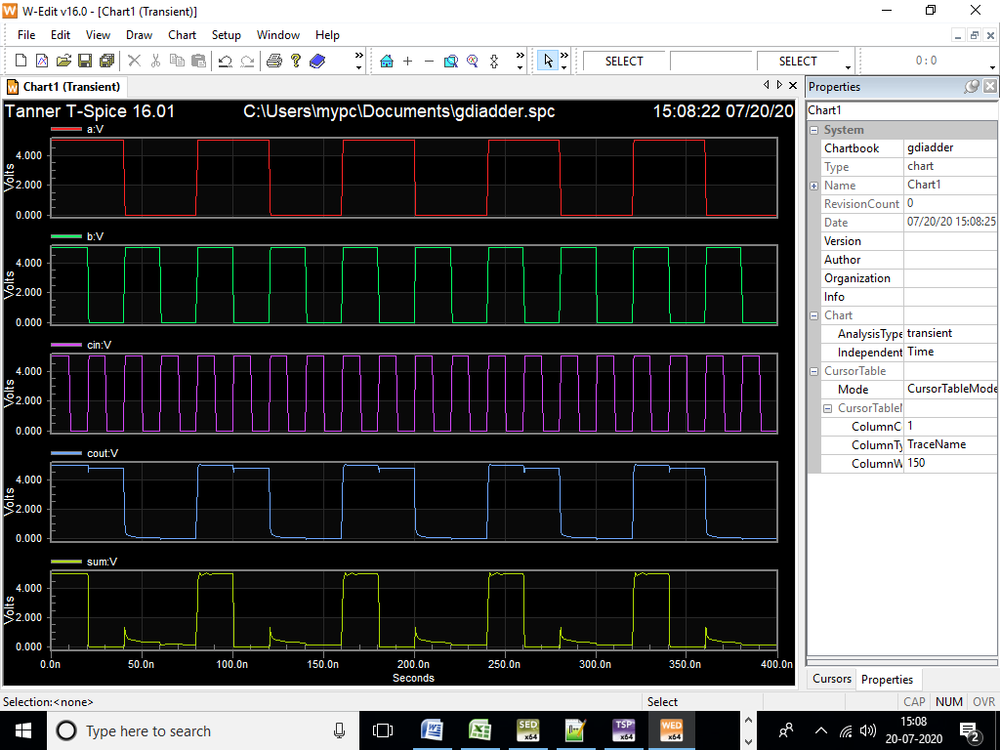 W-Edit v16.0 - [Chart1 (Transient)]
File Edit View Draw Chart Setup Window Help
SELECT SELECT 0 : 0
Chart1 (Transient)
Tanner T-Spice 16.01 C:\Users\mypc\Documents\gdiadder.spc 15:08:22 07/20/20
a:V
4.000
2.000
0.000
Volts
b:V
4.000
2.000
0.000
Volts
cin:V
4.000
2.000
0.000
Volts
cout:V
4.000
2.000
0.000
Volts
sum:V
4.000
2.000
0.000
Volts
0.0n 50.0n 100.0n 150.0n 200.0n 250.0n 300.0n 350.0n 400.0n
Seconds
Properties
Chart1
System
Chartbook gdiadder
Type chart
Name Chart1
RevisionCount 0
Date 07/20/20 15:08:25
Version
Author
Organization
Info
Chart
AnalysisType transient
Independent Time
CursorTable
Mode CursorTableMode
CursorTableM
ColumnC 1
ColumnTy TraceName
ColumnW 150
Cursors Properties
Selection:<none> Select CAP NUM OVR
Type here to search
SED x64
TSP x64
WED x64
15:08
20-07-2020
2